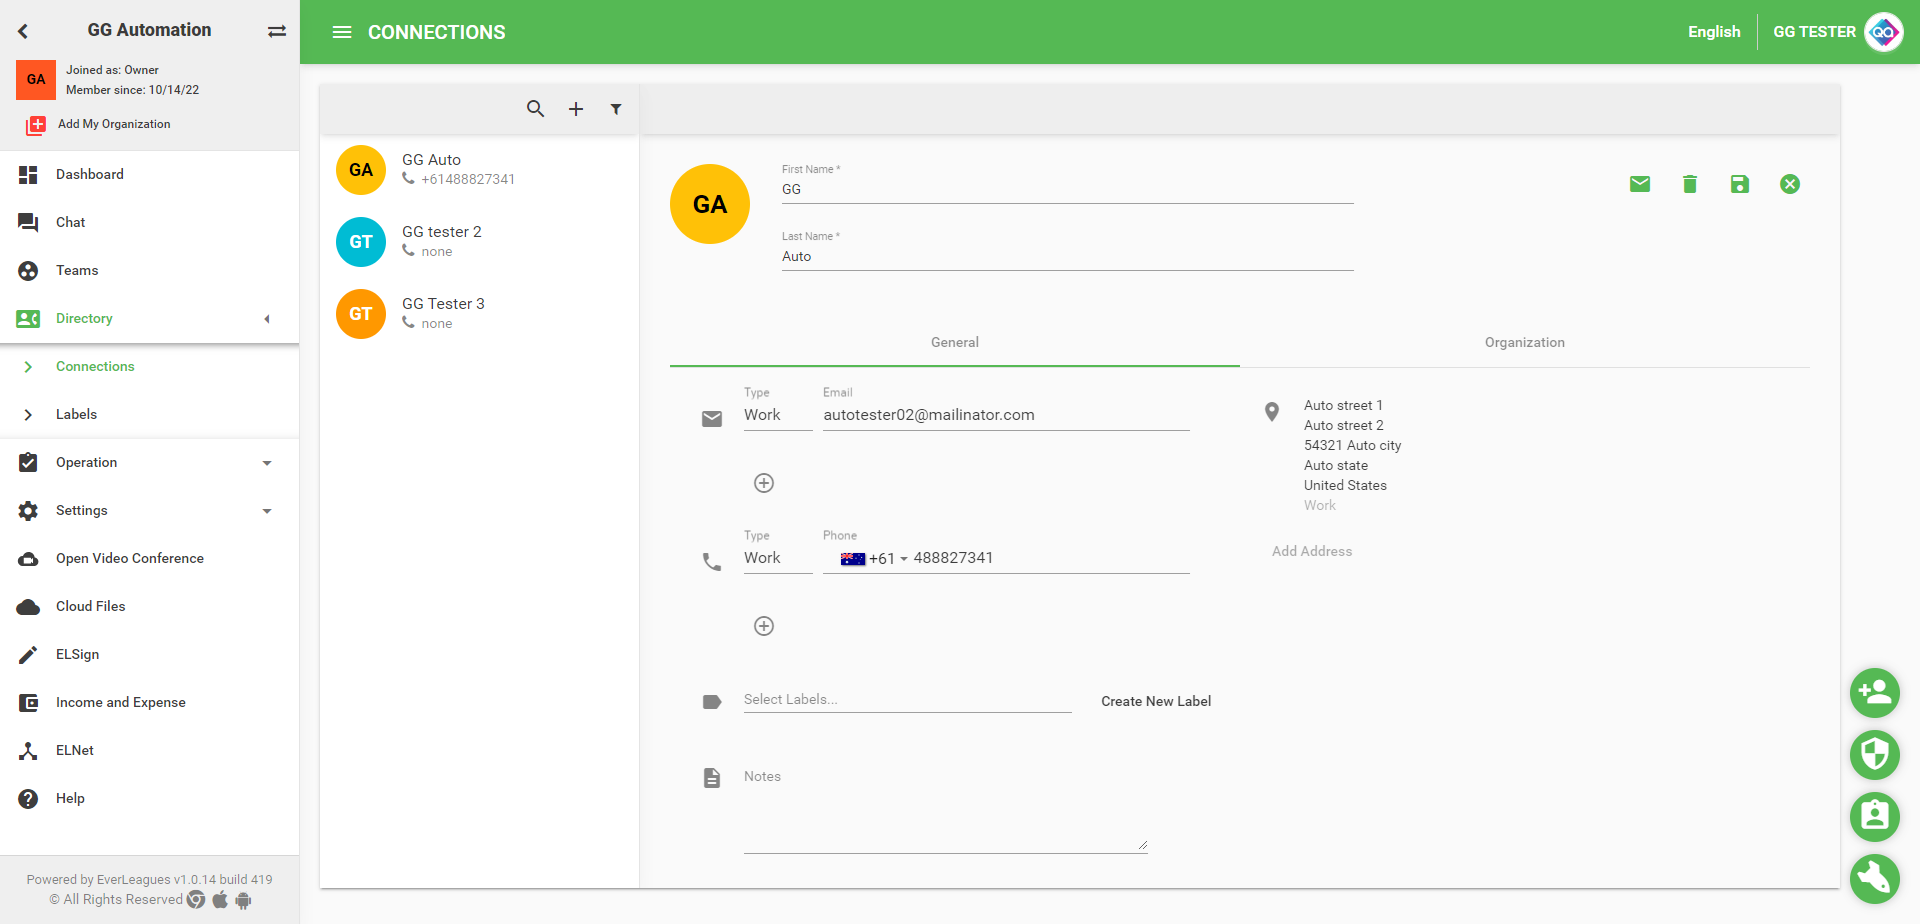 GG Automation
GA
Joined as: Owner
Member since: 10/14/22
Add My Organization
Dashboard
Chat
Teams
Directory
Connections
Labels
Operation
Settings
Open Video Conference
Cloud Files
ELSign
Income and Expense
ELNet
Help
Powered by EverLeagues v1.0.14 build 419
© All Rights Reserved
CONNECTIONS
English
GG TESTER
QA
GA
GG Auto
+61488827341
GT
GG tester 2
none
GT
GG Tester 3
none
GA
First Name *
GG
Last Name *
Auto
General
Organization
Type
Email
Work
autotester02@mailinator.com
Type
Phone
Work
+61
488827341
Select Labels...
Create New Label
Notes
Auto street 1
Auto street 2
54321 Auto city
Auto state
United States
Work
Add Address